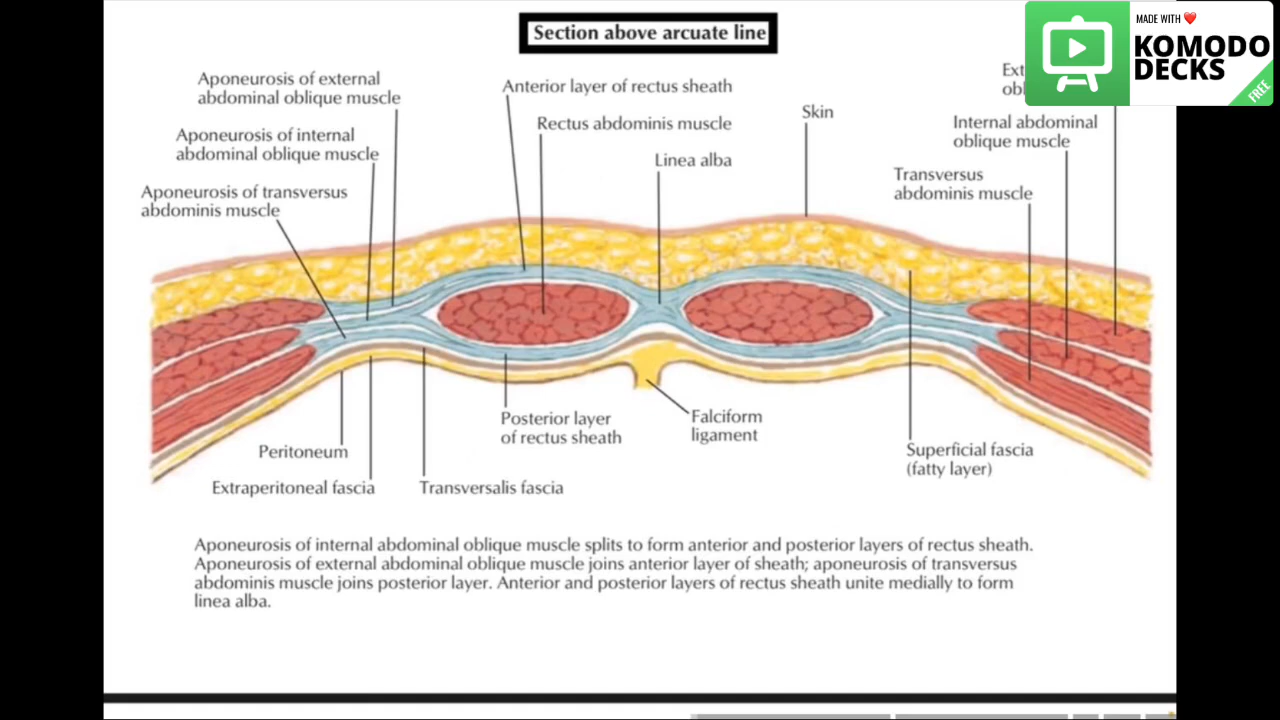 Section above arcuate line
MADE WITH ❤️
KOMODO
DECKS
FREE
Aponeurosis of external
abdominal oblique muscle
Aponeurosis of internal
abdominal oblique muscle
Aponeurosis of transversus
abdominis muscle
Anterior layer of rectus sheath
Rectus abdominis muscle
Linea alba
Skin
Internal abdominal
oblique muscle
Transversus
abdominis muscle
Peritoneum
Extraperitoneal fascia
Transversalis fascia
Posterior layer
of rectus sheath
Falciform
ligament
Superficial fascia
(fatty layer)
Aponeurosis of internal abdominal oblique muscle splits to form anterior and posterior layers of rectus sheath.
Aponeurosis of external abdominal oblique muscle joins anterior layer of sheath; aponeurosis of transversus
abdominis muscle joins posterior layer. Anterior and posterior layers of rectus sheath unite medially to form
linea alba.